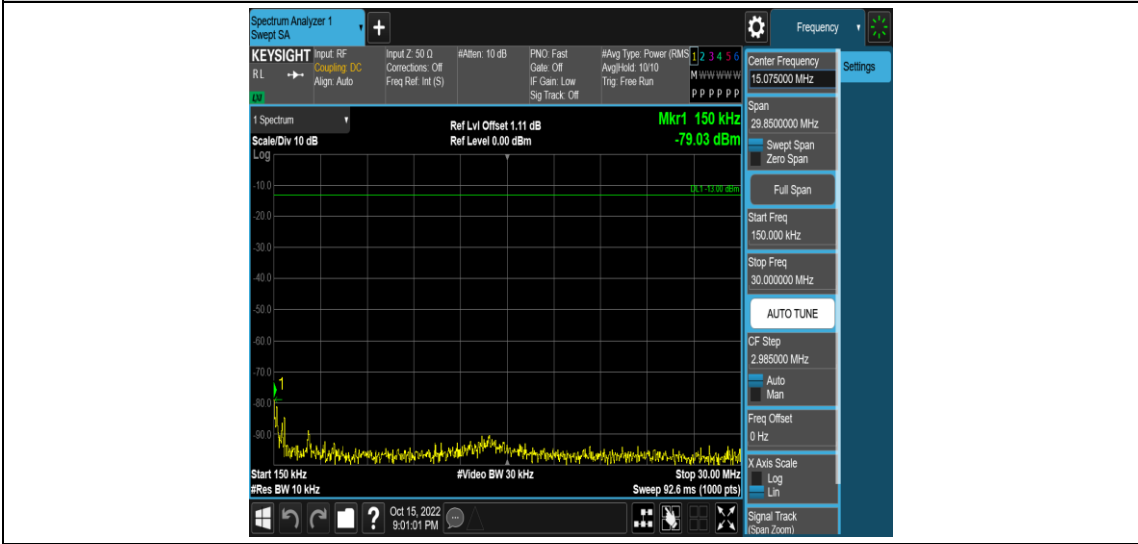 Spectrum Analyzer 1
Swept SA
+
Frequency
KEYSIGHT
RL
LW
Input: RF
Coupling: DC
Align: Auto
Input Z: 50 Ω
Corrections: Off
Freq Ref: Int (S)
#Atten: 10 dB
PNO: Fast
Gate: Off
IF Gain: Low
Sig Track: Off
#Avg Type: Power (RMS
Avg|Hold: 10/10
Trig: Free Run
1 2 3 4 5 6
M W W W W W
P P P P P P
1 Spectrum
Scale/Div 10 dB
Log
Ref Lvl Offset 1.11 dB
Ref Level 0.00 dBm
Mkr1 150 kHz
-79.03 dBm
DL1 -13.00 dBm
-10.0
-20.0
-30.0
-40.0
-50.0
-60.0
-70.0
1
-80.0
-90.0
Start 150 kHz
#Res BW 10 kHz
#Video BW 30 kHz
Stop 30.00 MHz
Sweep 92.6 ms (1000 pts)
?
Oct 15, 2022
9:01:01 PM
Center Frequency
15.075000 MHz
Settings
Span
29.8500000 MHz
Swept Span
Zero Span
Full Span
Start Freq
150.000 kHz
Stop Freq
30.000000 MHz
AUTO TUNE
CF Step
2.985000 MHz
Auto
Man
Freq Offset
0 Hz
X Axis Scale
Log
Lin
Signal Track
(Span Zoom)